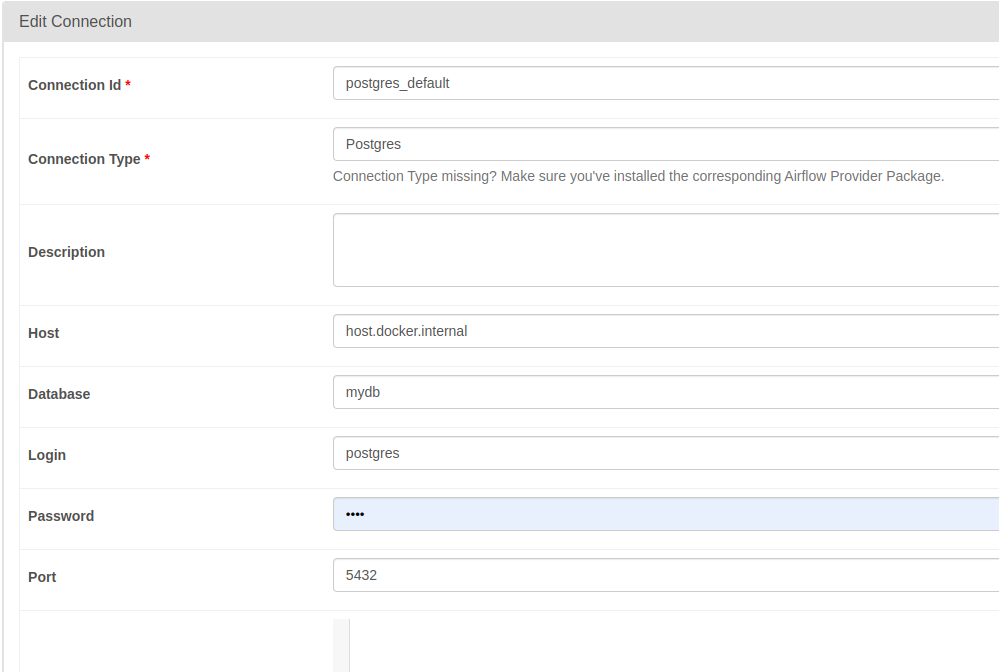 Edit Connection
Connection Id *
postgres_default
Connection Type *
Postgres
Connection Type missing? Make sure you've installed the corresponding Airflow Provider Package.
Description
Host
host.docker.internal
Database
mydb
Login
postgres
Password
••••
Port
5432